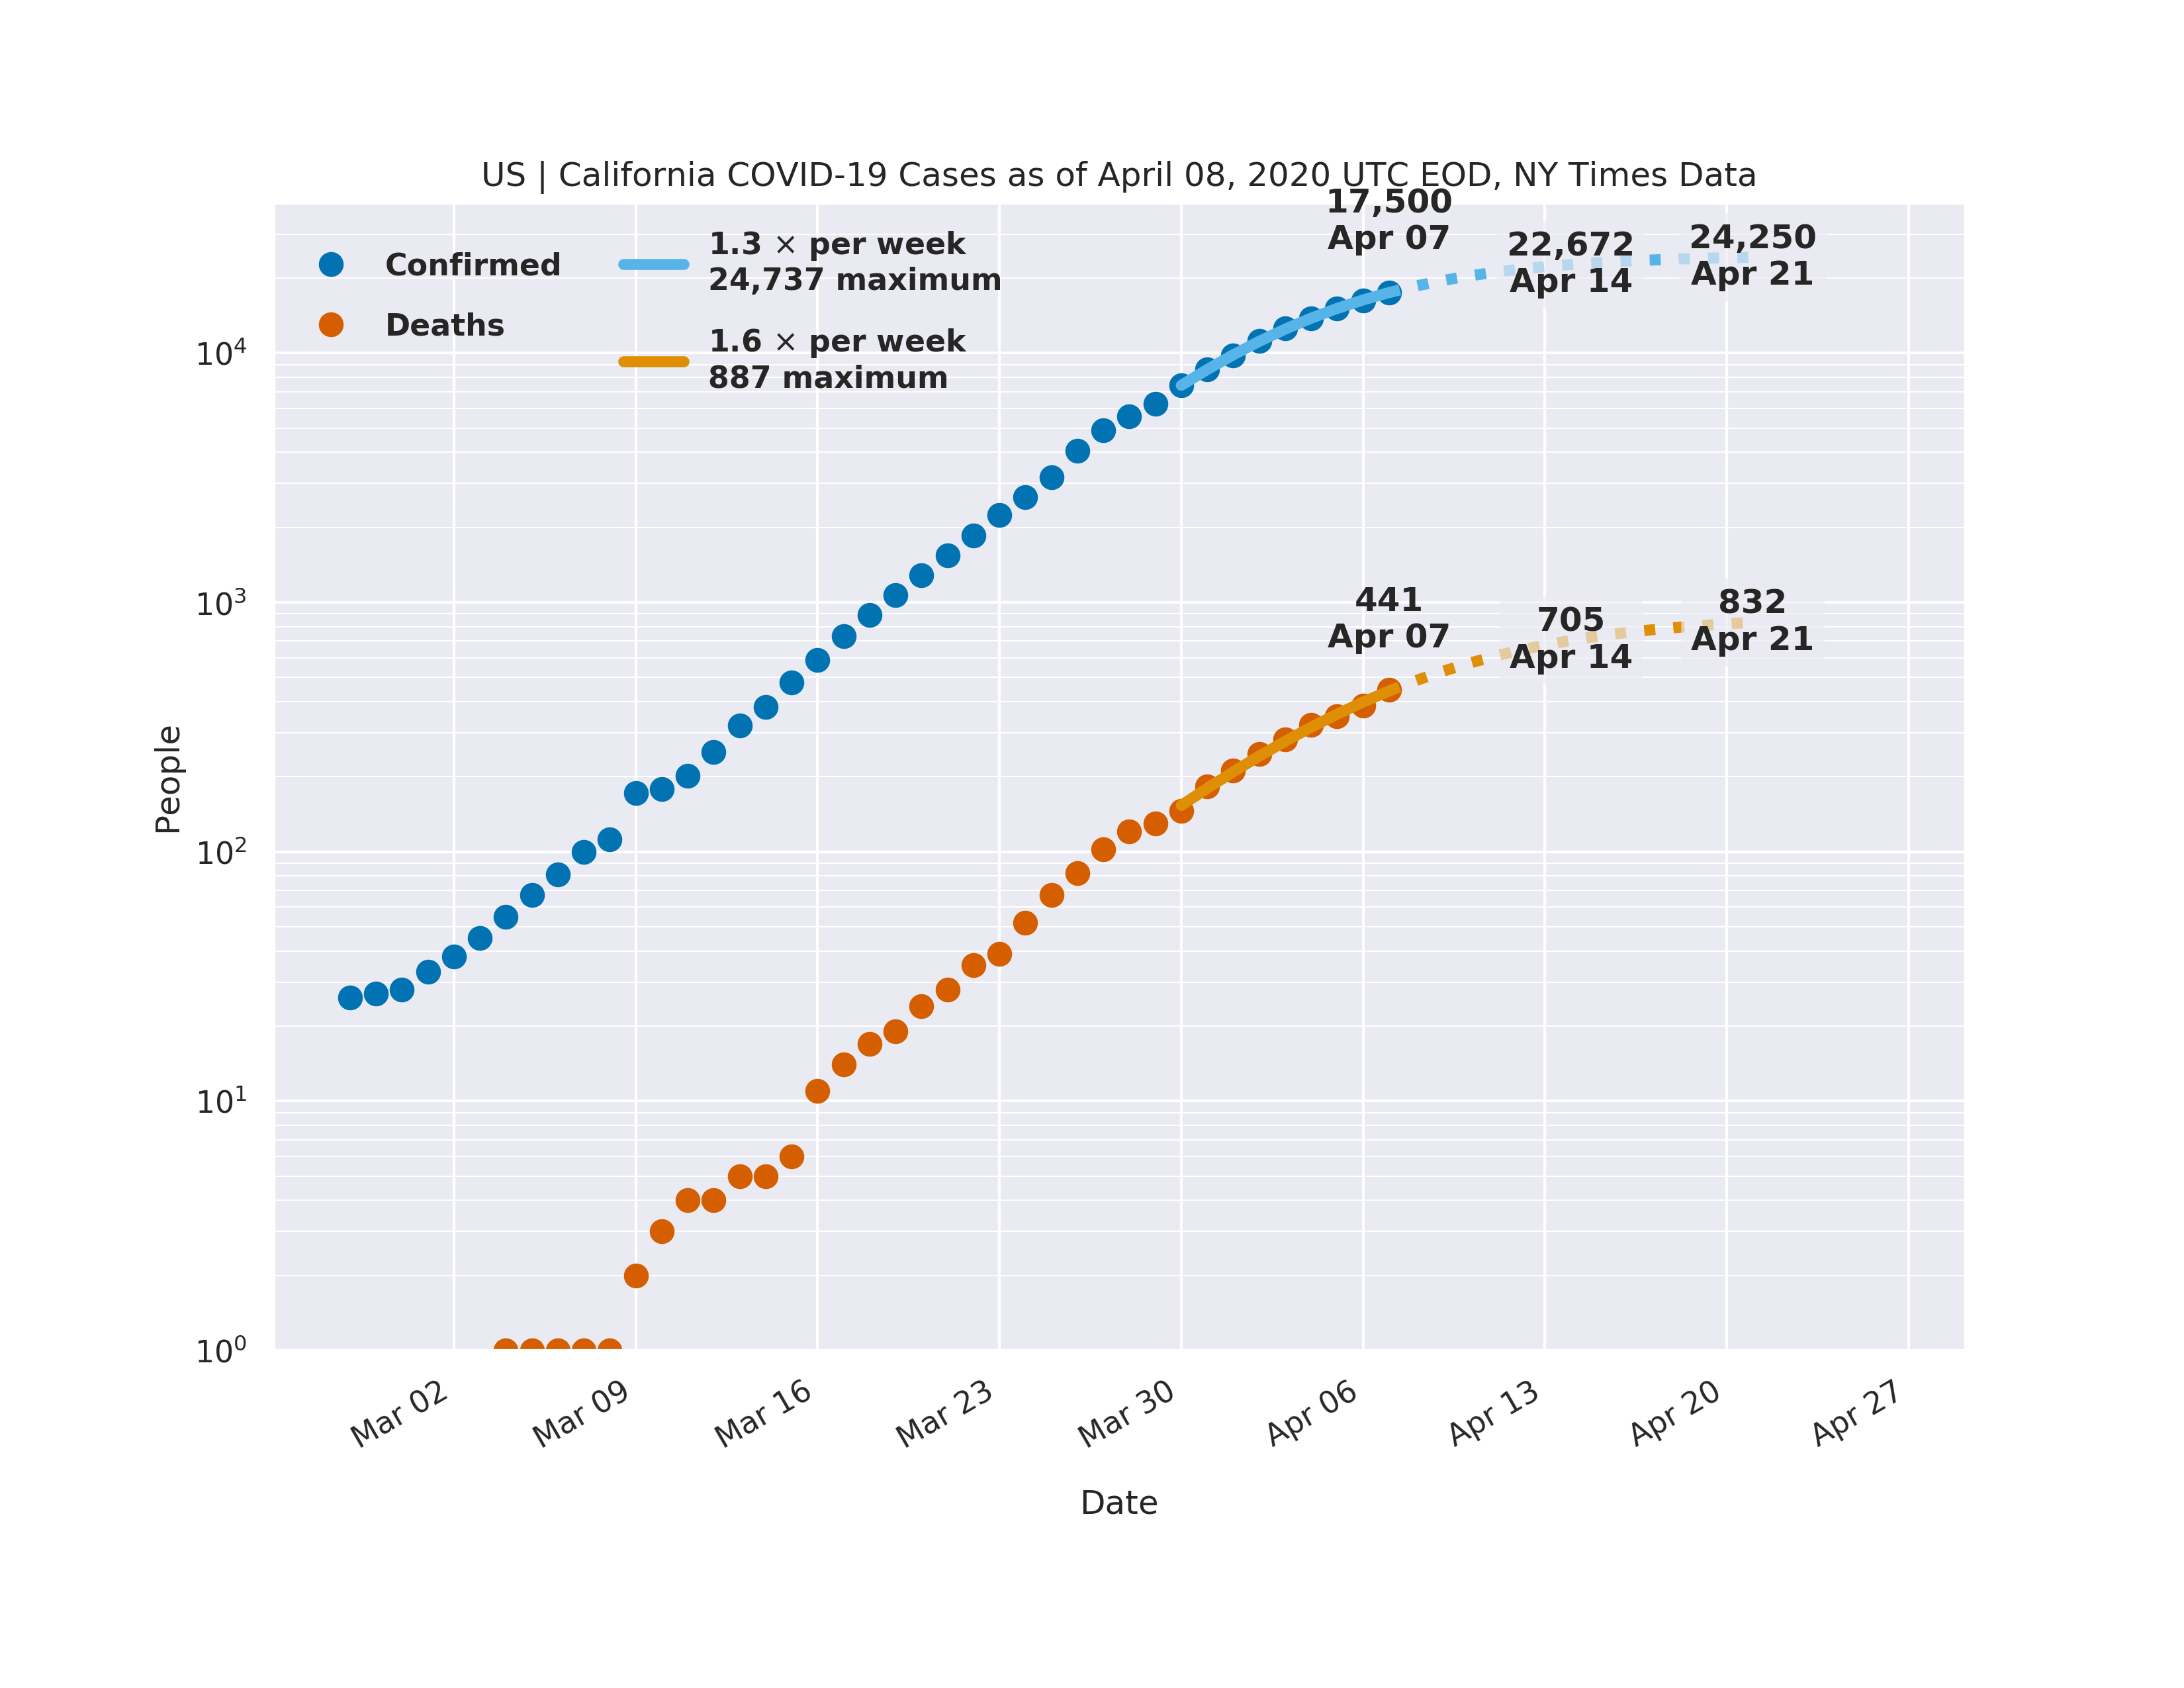 US | California COVID-19 Cases as of April 08, 2020 UTC EOD, NY Times Data
17,500
Apr 07
22,672
Apr 14
24,250
Apr 21
Confirmed
Deaths
1.3 × per week
24,737 maximum
1.6 × per week
887 maximum
441
Apr 07
705
Apr 14
832
Apr 21
People
10⁴
10³
10²
10¹
10⁰
Mar 02
Mar 09
Mar 16
Mar 23
Mar 30
Apr 06
Apr 13
Apr 20
Apr 27
Date